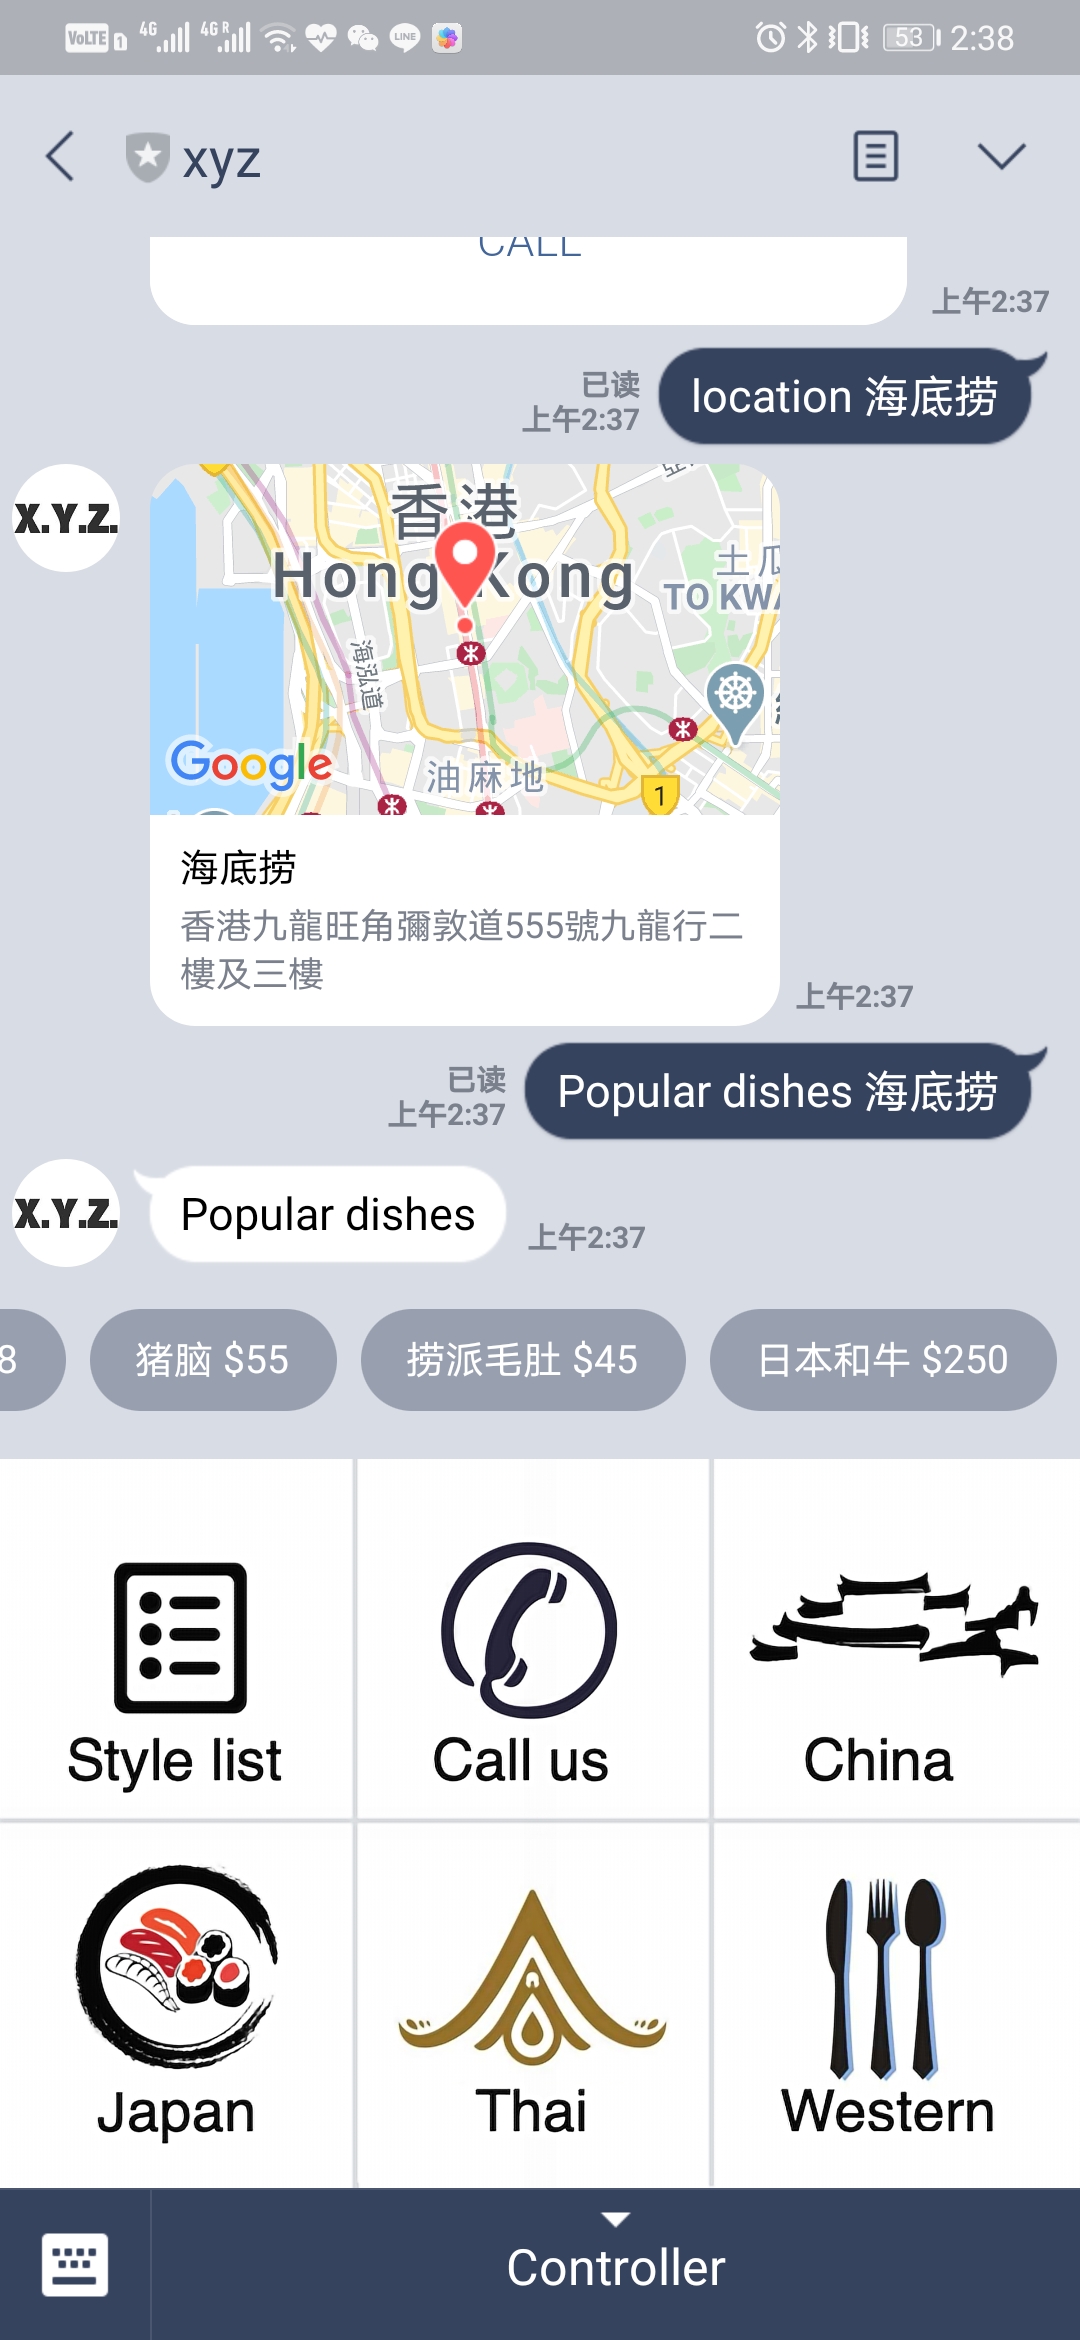 VoLTE 1 4G 4G R LINE 53 2:38
xyz
CALL
上午2:37
已读
上午2:37
location 海底捞
X.Y.Z.
香港
Hong Kong
土瓜
TO KWA
海泓道
油麻地
1
Google
海底捞
香港九龍旺角彌敦道555號九龍行二
樓及三樓
上午2:37
已读
上午2:37
Popular dishes 海底捞
X.Y.Z.
Popular dishes
上午2:37
8
猪脑 $55
捞派毛肚 $45
日本和牛 $250
Style list
Call us
China
Japan
Thai
Western
Controller